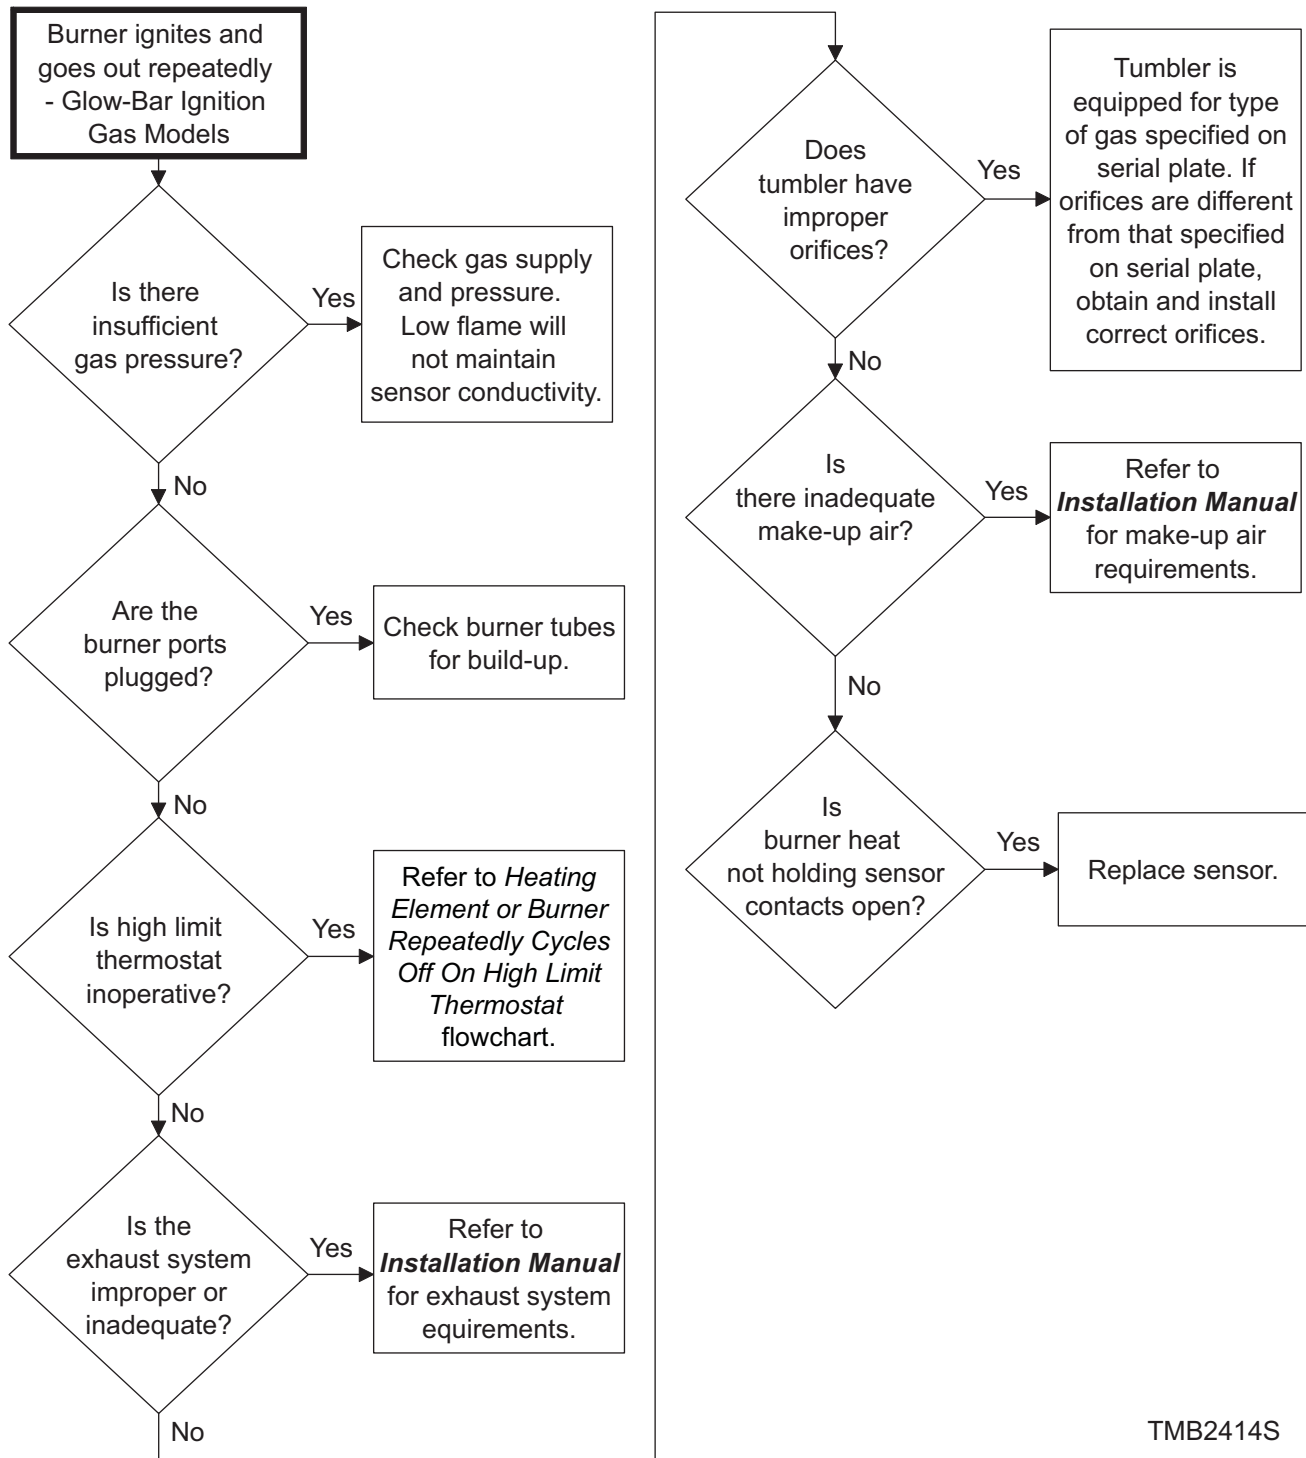 Burner ignites and
goes out repeatedly
- Glow-Bar Ignition
Gas Models
Is there
insufficient
gas pressure?
Yes
Check gas supply
and pressure.
Low flame will
not maintain
sensor conductivity.
No
Are the
burner ports
plugged?
Yes
Check burner tubes
for build-up.
No
Is high limit
thermostat
inoperative?
Yes
Refer to Heating
Element or Burner
Repeatedly Cycles
Off On High Limit
Thermostat
flowchart.
No
Is the
exhaust system
improper or
inadequate?
Yes
Refer to
Installation Manual
for exhaust system
equirements.
No
Does
tumbler have
improper
orifices?
Yes
Tumbler is
equipped for type
of gas specified on
serial plate. If
orifices are different
from that specified
on serial plate,
obtain and install
correct orifices.
No
Is
there inadequate
make-up air?
Yes
Refer to
Installation Manual
for make-up air
requirements.
No
Is
burner heat
not holding sensor
contacts open?
Yes
Replace sensor.
TMB2414S